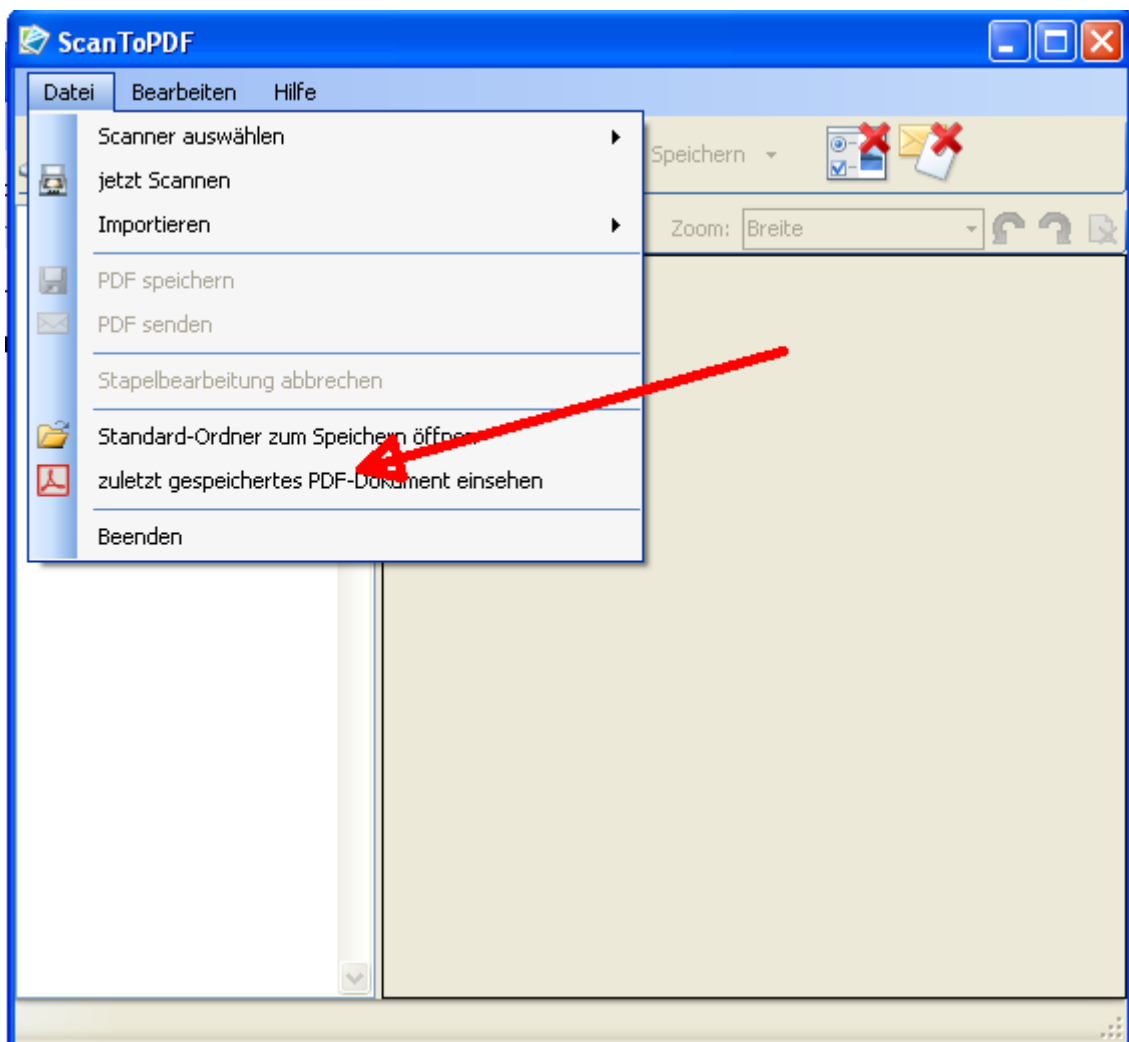 ScanToPDF
Datei Bearbeiten Hilfe
Scanner auswählen
Speichern
jetzt Scannen
Importieren
Zoom: Breite
PDF speichern
PDF senden
Stapelbearbeitung abbrechen
Standard-Ordner zum Speichern öffnen
zuletzt gespeichertes PDF-Dokument einsehen
Beenden